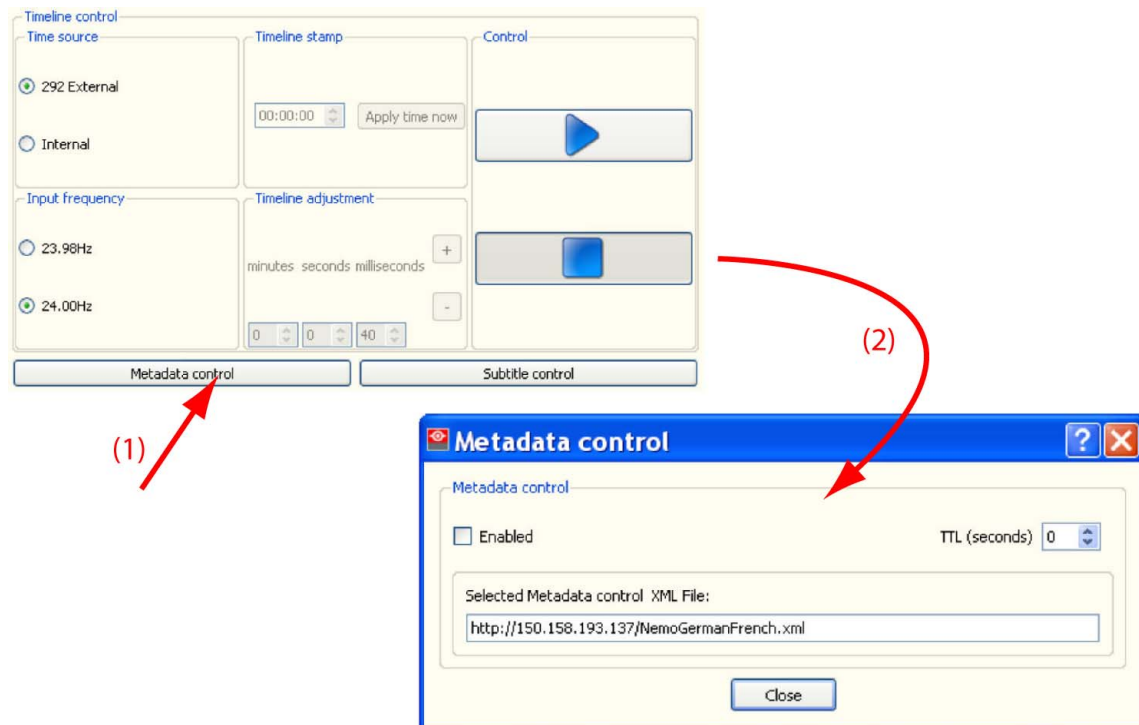 Timeline control
Time source
Timeline stamp
Control
292 External
00:00:00
Apply time now
Internal
Input frequency
Timeline adjustment
23.98Hz
+
minutes seconds milliseconds
24.00Hz
-
0 0 40
Metadata control
Subtitle control
(1)
(2)
Metadata control
?
Metadata control
Enabled
TTL (seconds) 0
Selected Metadata control XML File:
http://150.158.193.137/NemoGermanFrench.xml
Close